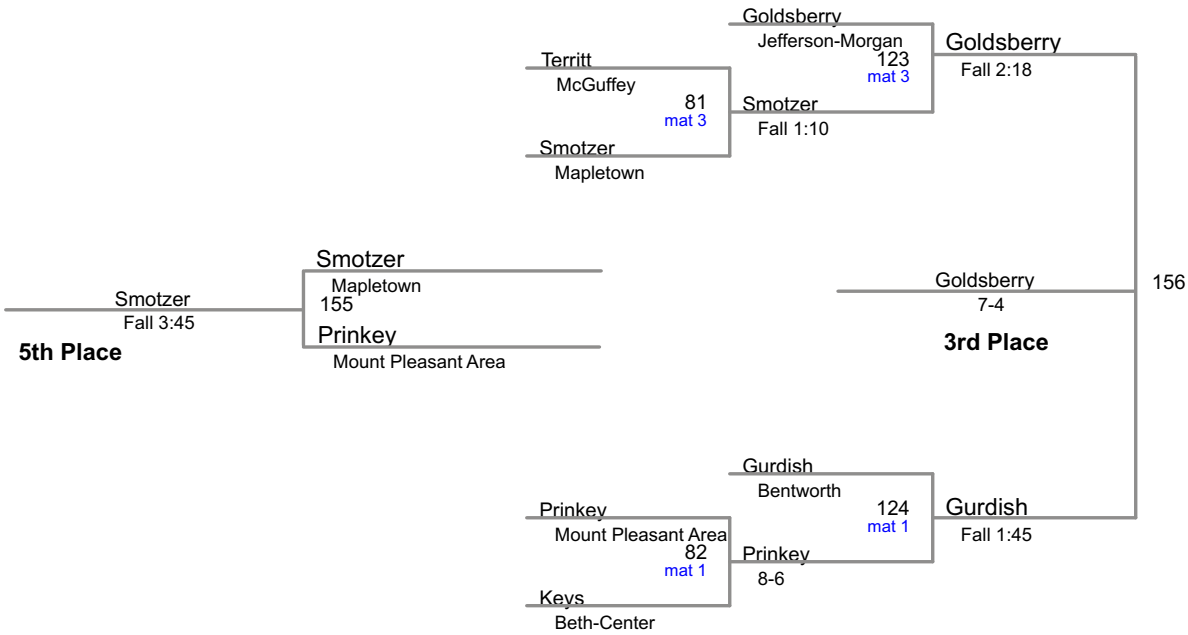 Goldsberry
Jefferson-Morgan
Goldsberry
Territt
123
Fall 2:18
McGuffey
mat 3
81
Smotzer
mat 3
Fall 1:10
Smotzer
Mapletown
Smotzer
Mapletown
Goldsberry
156
Smotzer
155
7-4
Fall 3:45
Prinkey
3rd Place
5th Place
Mount Pleasant Area
Gurdish
Bentworth
Gurdish
Prinkey
124
Fall 1:45
Mount Pleasant Area
mat 1
82
Prinkey
mat 1
8-6
Keys
Beth-Center